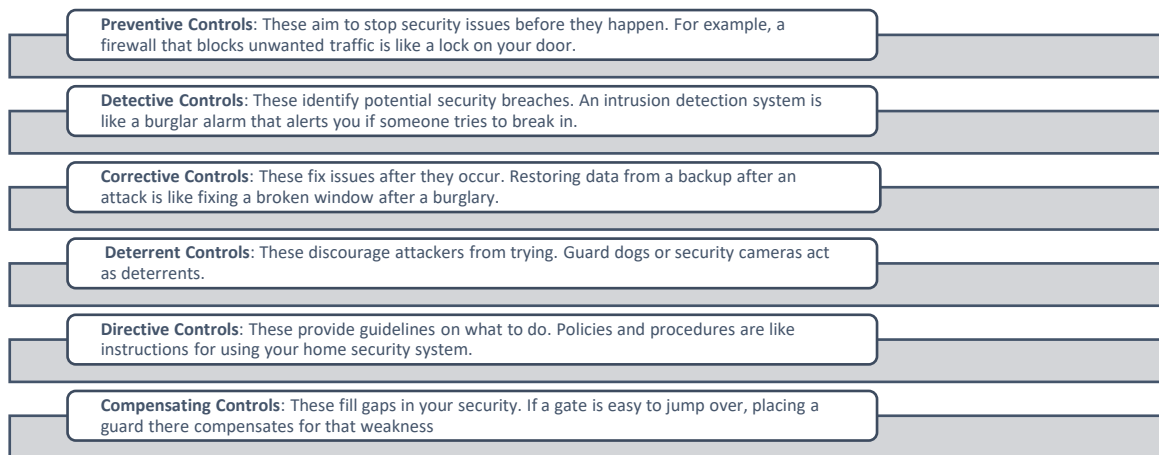 Preventive Controls: These aim to stop security issues before they happen. For example, a
firewall that blocks unwanted traffic is like a lock on your door.
Detective Controls: These identify potential security breaches. An intrusion detection system is
like a burglar alarm that alerts you if someone tries to break in.
Corrective Controls: These fix issues after they occur. Restoring data from a backup after an
attack is like fixing a broken window after a burglary.
Deterrent Controls: These discourage attackers from trying. Guard dogs or security cameras act
as deterrents.
Directive Controls: These provide guidelines on what to do. Policies and procedures are like
instructions for using your home security system.
Compensating Controls: These fill gaps in your security. If a gate is easy to jump over, placing a
guard there compensates for that weakness